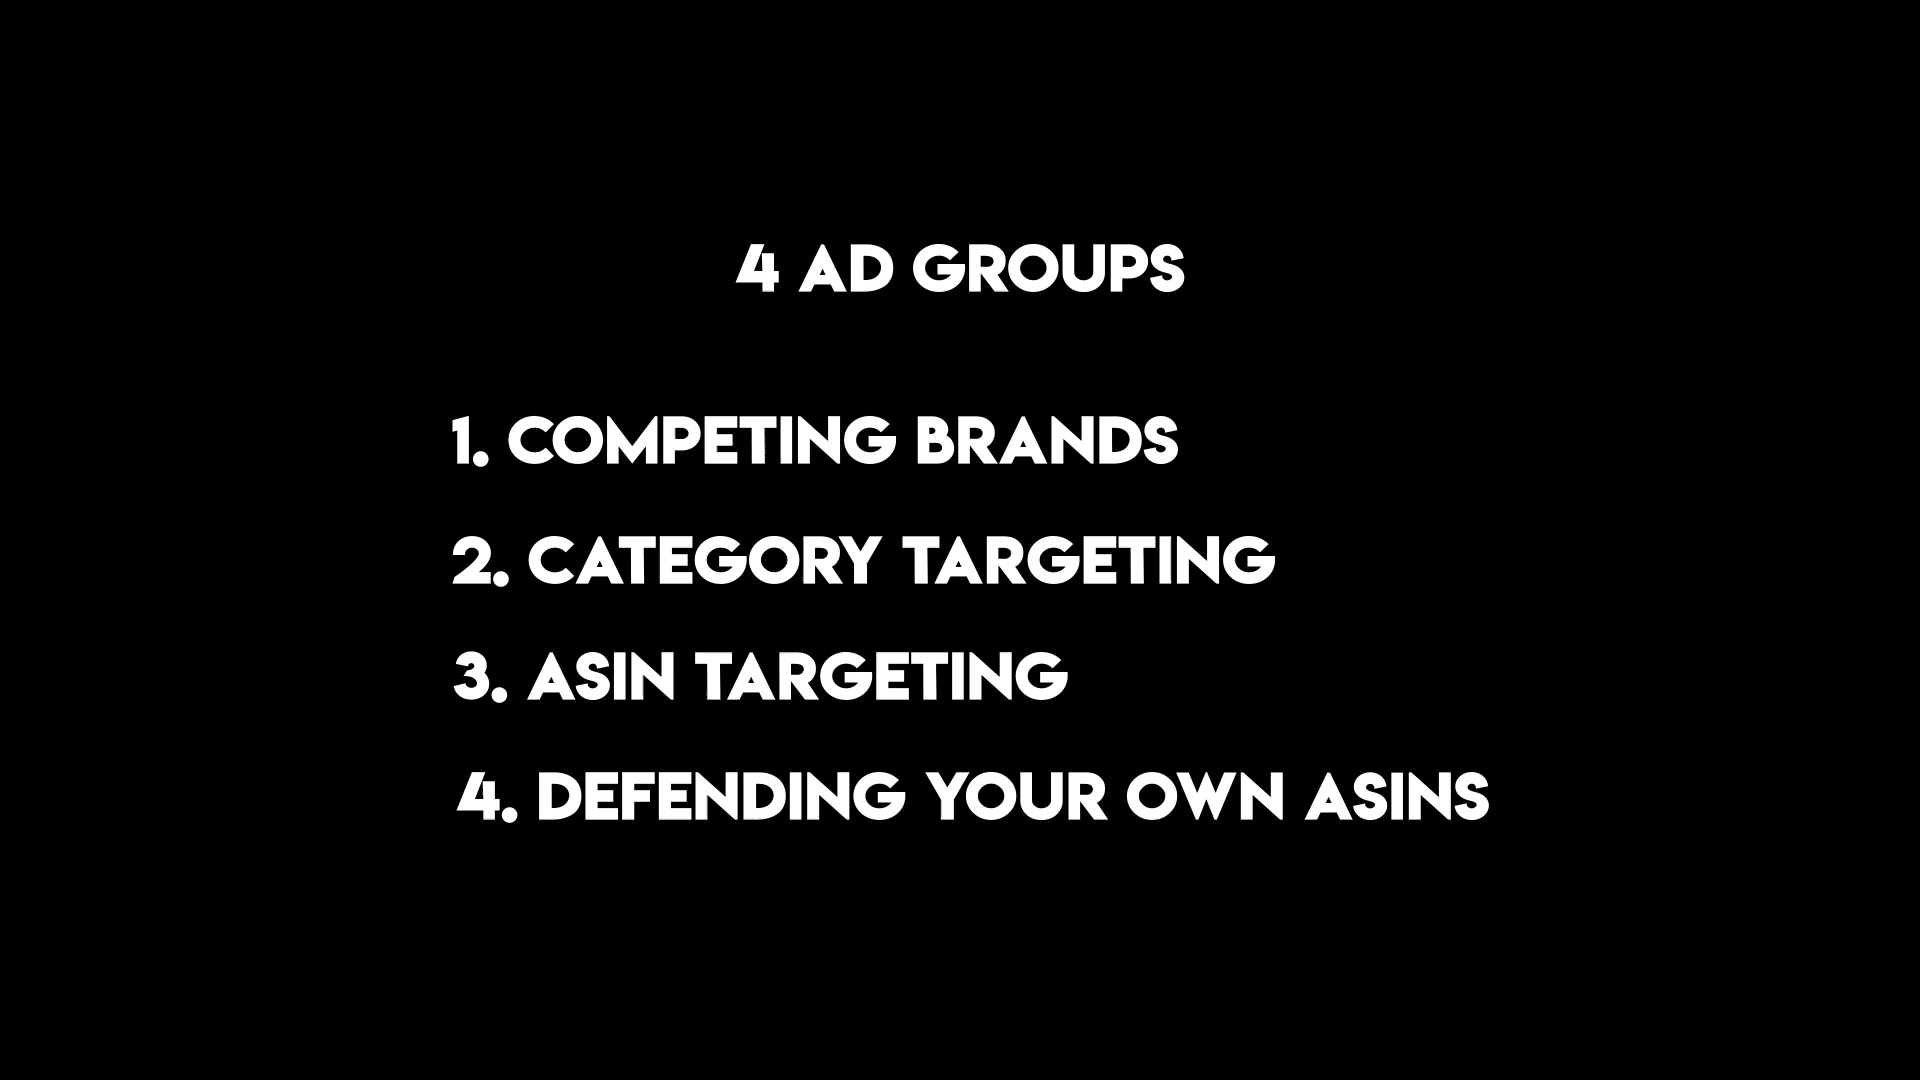 4 AD GROUPS
1. COMPETING BRANDS
2. CATEGORY TARGETING
3. ASIN TARGETING
4. DEFENDING YOUR OWN ASINS